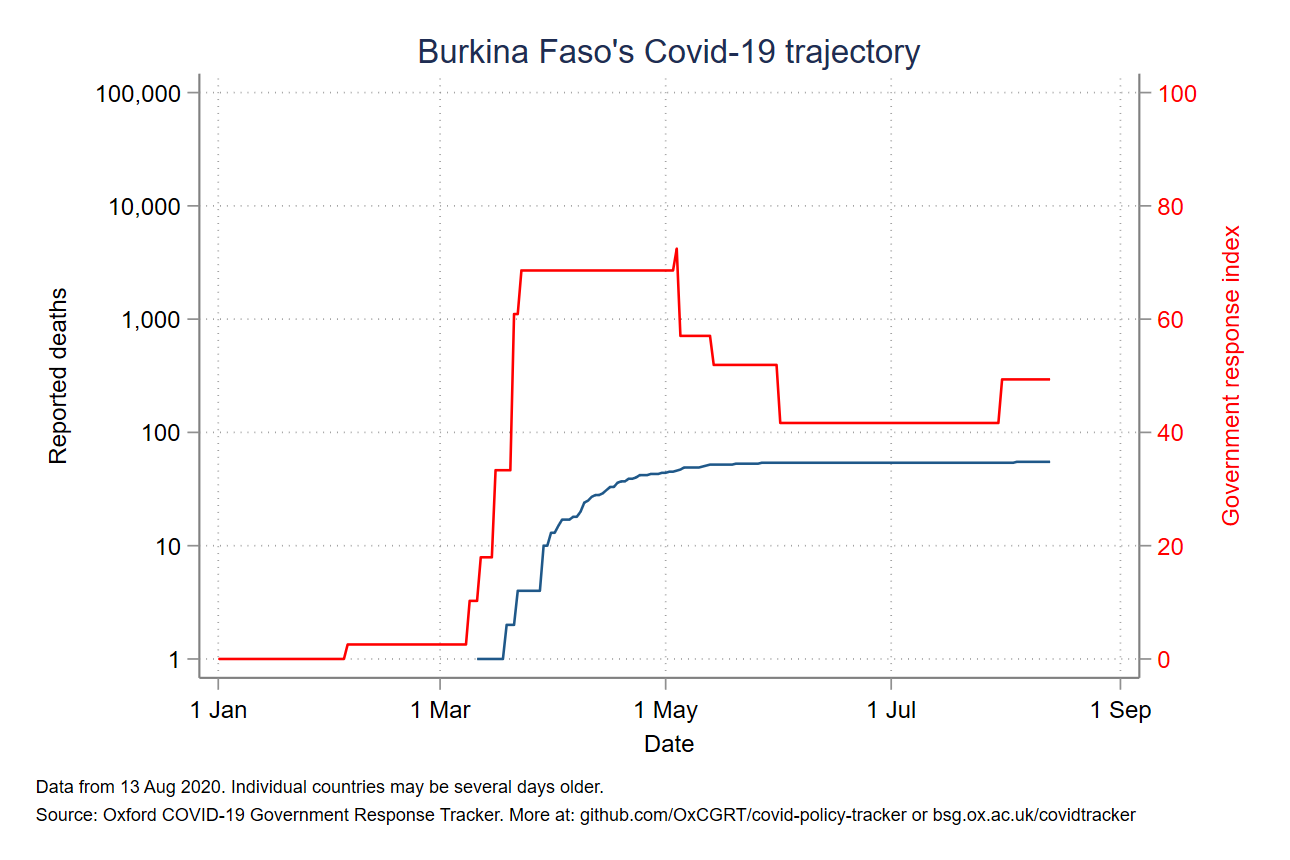 Burkina Faso's Covid-19 trajectory
100,000
10,000
1,000
100
10
1
Reported deaths
100
80
60
40
20
0
Government response index
1 Jan
1 Mar
1 May
1 Jul
1 Sep
Date
Data from 13 Aug 2020. Individual countries may be several days older.
Source: Oxford COVID-19 Government Response Tracker. More at: github.com/OxCGRT/covid-policy-tracker or bsg.ox.ac.uk/covidtracker